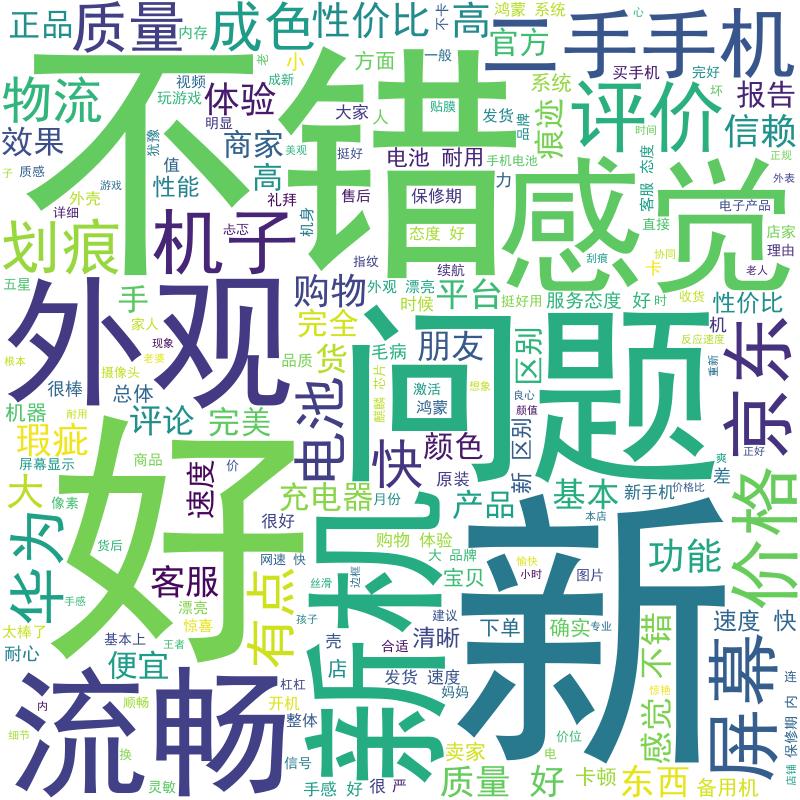 正品
质量
内存
成色
性价比
不卡
高
鸿蒙 系统
官方
二手手机
心
老
小
方面
一般
买手机
完好
物流
视频
成新
玩游戏
明显
体验
大家
人
贴膜
发货
品牌
系统
痕迹
评价
坏
报告
时间
信赖
效果
犹豫
商家
美观
挺好
电池 耐用
手机电池
不错
感觉
客服 态度
正规
子
质感
游戏
值
性能
高
售后
保修期
力
外表
外壳
礼拜
电子产品
详细
划痕
机子
忐忑
机身
态度 好
直接
店家
理由
指纹
续航
刮痕
卡
协同
老人
五星
外观
购物
外观 漂亮
时候
平台
挺好用
服务态度 好
时
收货
性价比
手
完全
家人
机
现象
老婆
根本
品质
货
毛病
朋友
区别
反应速度
重新
京东
摄像头
芯片
麒麟
激活
鸿蒙
想象
良心
颜值
很棒
总体
耐用
机器
评论
完美
电池
问题
正好
瑕疵
颜色
区别
爽
差
屏幕显示
商品
价
速度
快
原装
新
新手机
价格比
大
像素
充电器
月份
产品
基本
本店
价格
好
很好
华为
货后
网速 快
购物 体验
大 品牌
愉快
小时
图片
功能
客服
丝滑
边框
宝贝
新机
新
手感
漂亮
惊喜
有点
孩子
建议
太棒了
基本上
王者
壳
合适
清晰
下单
确实
专业
速度 快
耐心
便宜
店
发货 速度
感觉 不错
屏幕
流畅
杠杠
妈妈
惊艳
连
内
顺畅
开机
整体
内
保修期
细节
换
信号
卖家
电
价位
店铺
灵敏
手感 好
很
严
质量 好
卡顿
东西
备用机